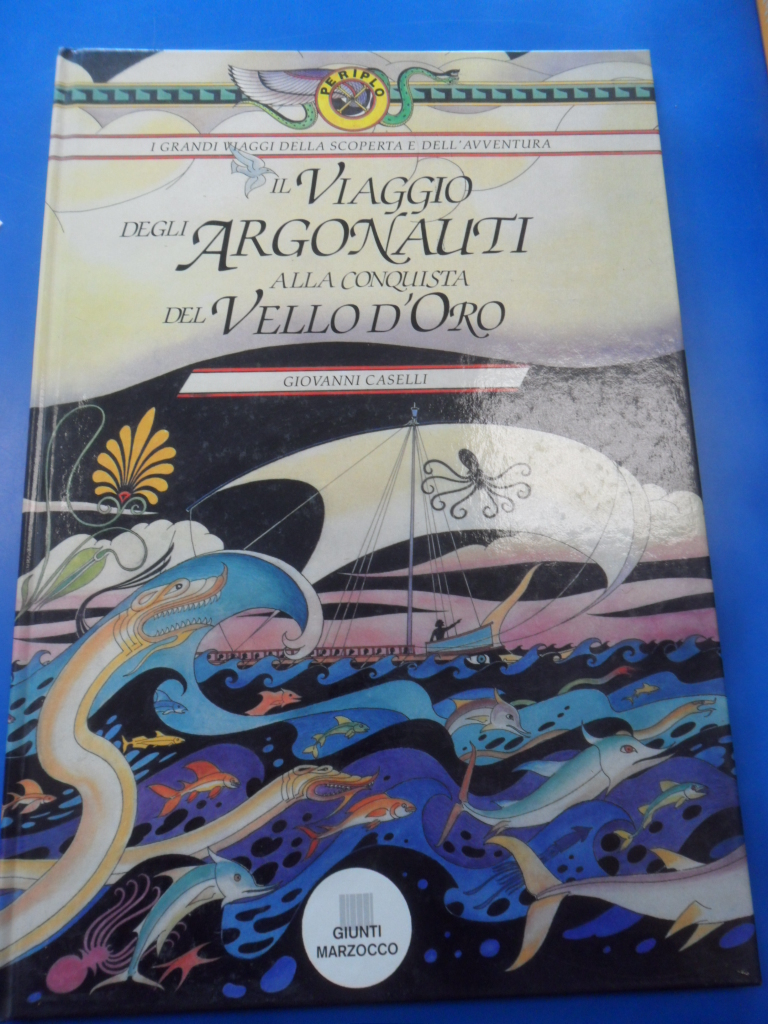 PERIPLO
I GRANDI VIAGGI DELLA SCOPERTA E DELL'AVVENTURA
IL VIAGGIO
DEGLI ARGONAUTI
ALLA CONQUISTA
DEL VELLO D'ORO
GIOVANNI CASELLI
GIUNTI
MARZOCCO